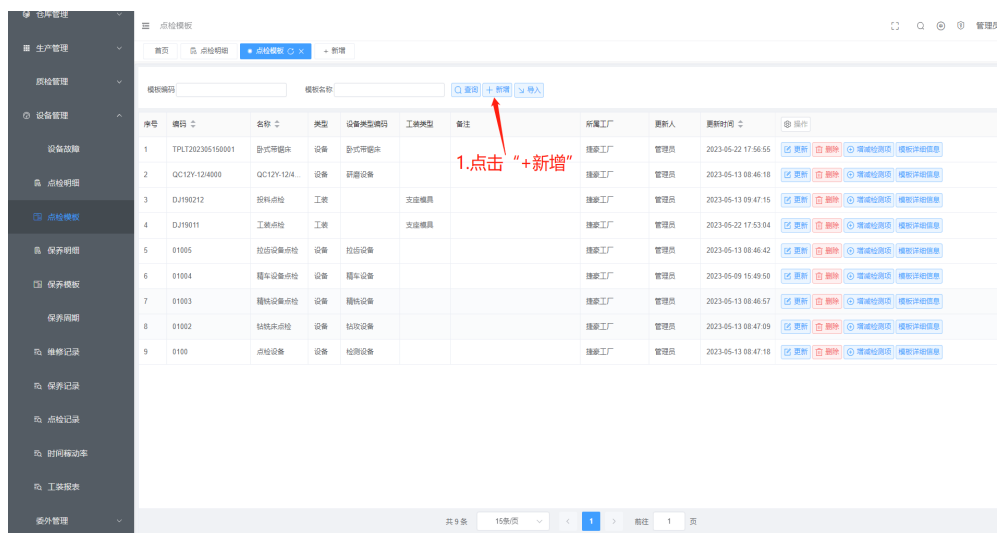 仓库管理
点检模板
管理员
生产管理
首页 点检明细 点检模板 + 新增
质检管理
模板编码 模板名称 查询 + 新增 导入
设备管理
序号 编码 名称 类型 设备类型编码 工装类型 备注 所属工厂 更新人 更新时间 操作
1 TPLT202305150001 卧式带锯床 设备 卧式带锯床 捷豪工厂 管理员 2023-05-22 17:56:55 更新 删除 增减检测项 模板详细信息
设备故障
1.点击“+新增”
2 QC12Y-12/4000 QC12Y-12/4... 设备 研磨设备 捷豪工厂 管理员 2023-05-13 08:46:18 更新 删除 增减检测项 模板详细信息
点检明细
3 DJ190212 投料点检 工装 支座模具 捷豪工厂 管理员 2023-05-13 09:47:15 更新 删除 增减检测项 模板详细信息
点检模板
4 DJ19011 工装点检 工装 支座模具 捷豪工厂 管理员 2023-05-22 17:53:04 更新 删除 增减检测项 模板详细信息
5 01005 拉齿设备点检 设备 拉齿设备 捷豪工厂 管理员 2023-05-13 08:46:42 更新 删除 增减检测项 模板详细信息
保养明细
6 01004 精车设备点检 设备 精车设备 捷豪工厂 管理员 2023-05-09 15:49:50 更新 删除 增减检测项 模板详细信息
保养模板
7 01003 精铣设备点检 设备 精铣设备 捷豪工厂 管理员 2023-05-13 08:46:57 更新 删除 增减检测项 模板详细信息
保养周期
8 01002 钻铣床点检 设备 钻攻设备 捷豪工厂 管理员 2023-05-13 08:47:09 更新 删除 增减检测项 模板详细信息
9 0100 点检设备 设备 检测设备 捷豪工厂 管理员 2023-05-13 08:47:18 更新 删除 增减检测项 模板详细信息
维修记录
保养记录
点检记录
时间稼动率
工装报表
委外管理
共 9 条 15条/页 1 前往 1 页